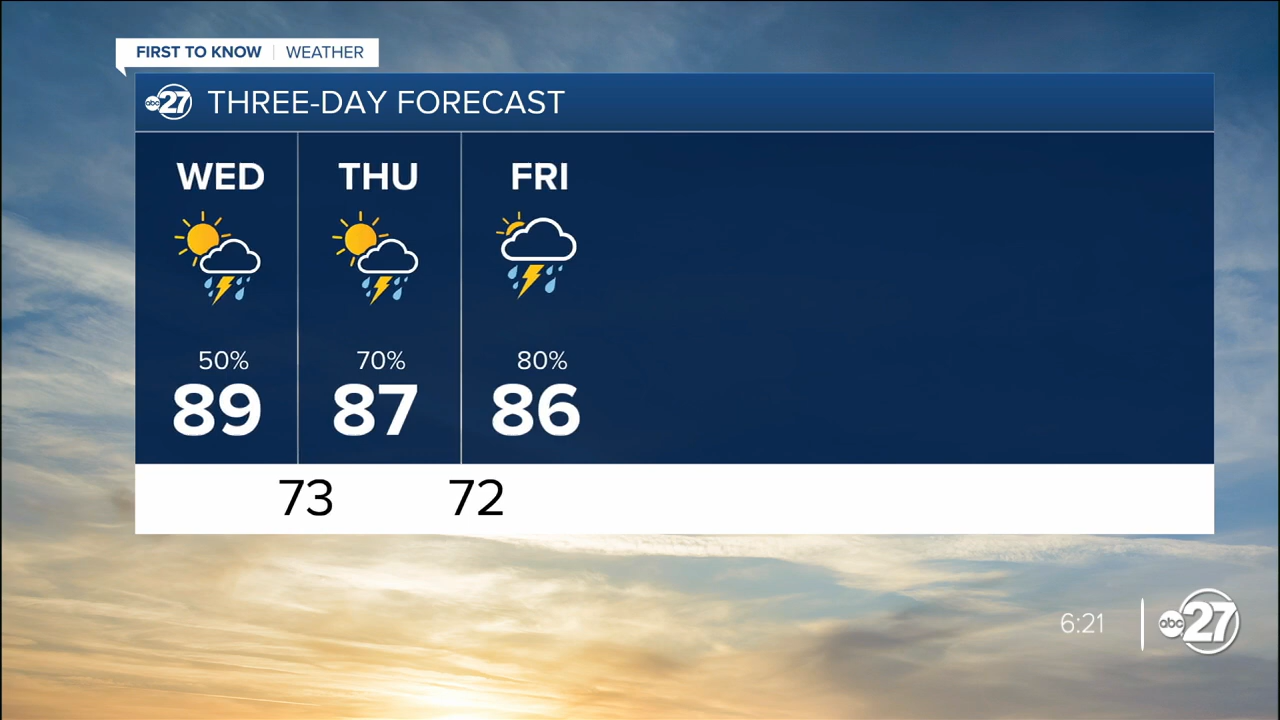 FIRST TO KNOW | WEATHER
abc 27 THREE-DAY FORECAST
WED THU FRI
50% 70% 80%
89 87 86
73 72
6:21 | abc 27